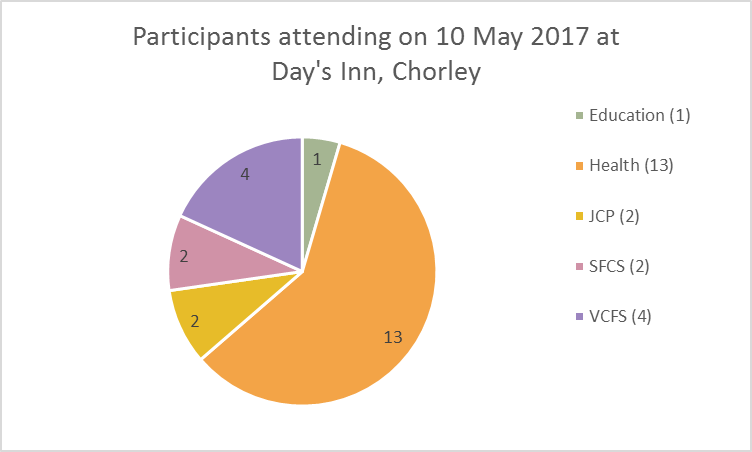 Participants attending on 10 May 2017 at
Day's Inn, Chorley
1
13
2
2
4
Education (1)
Health (13)
JCP (2)
SFCS (2)
VCFS (4)